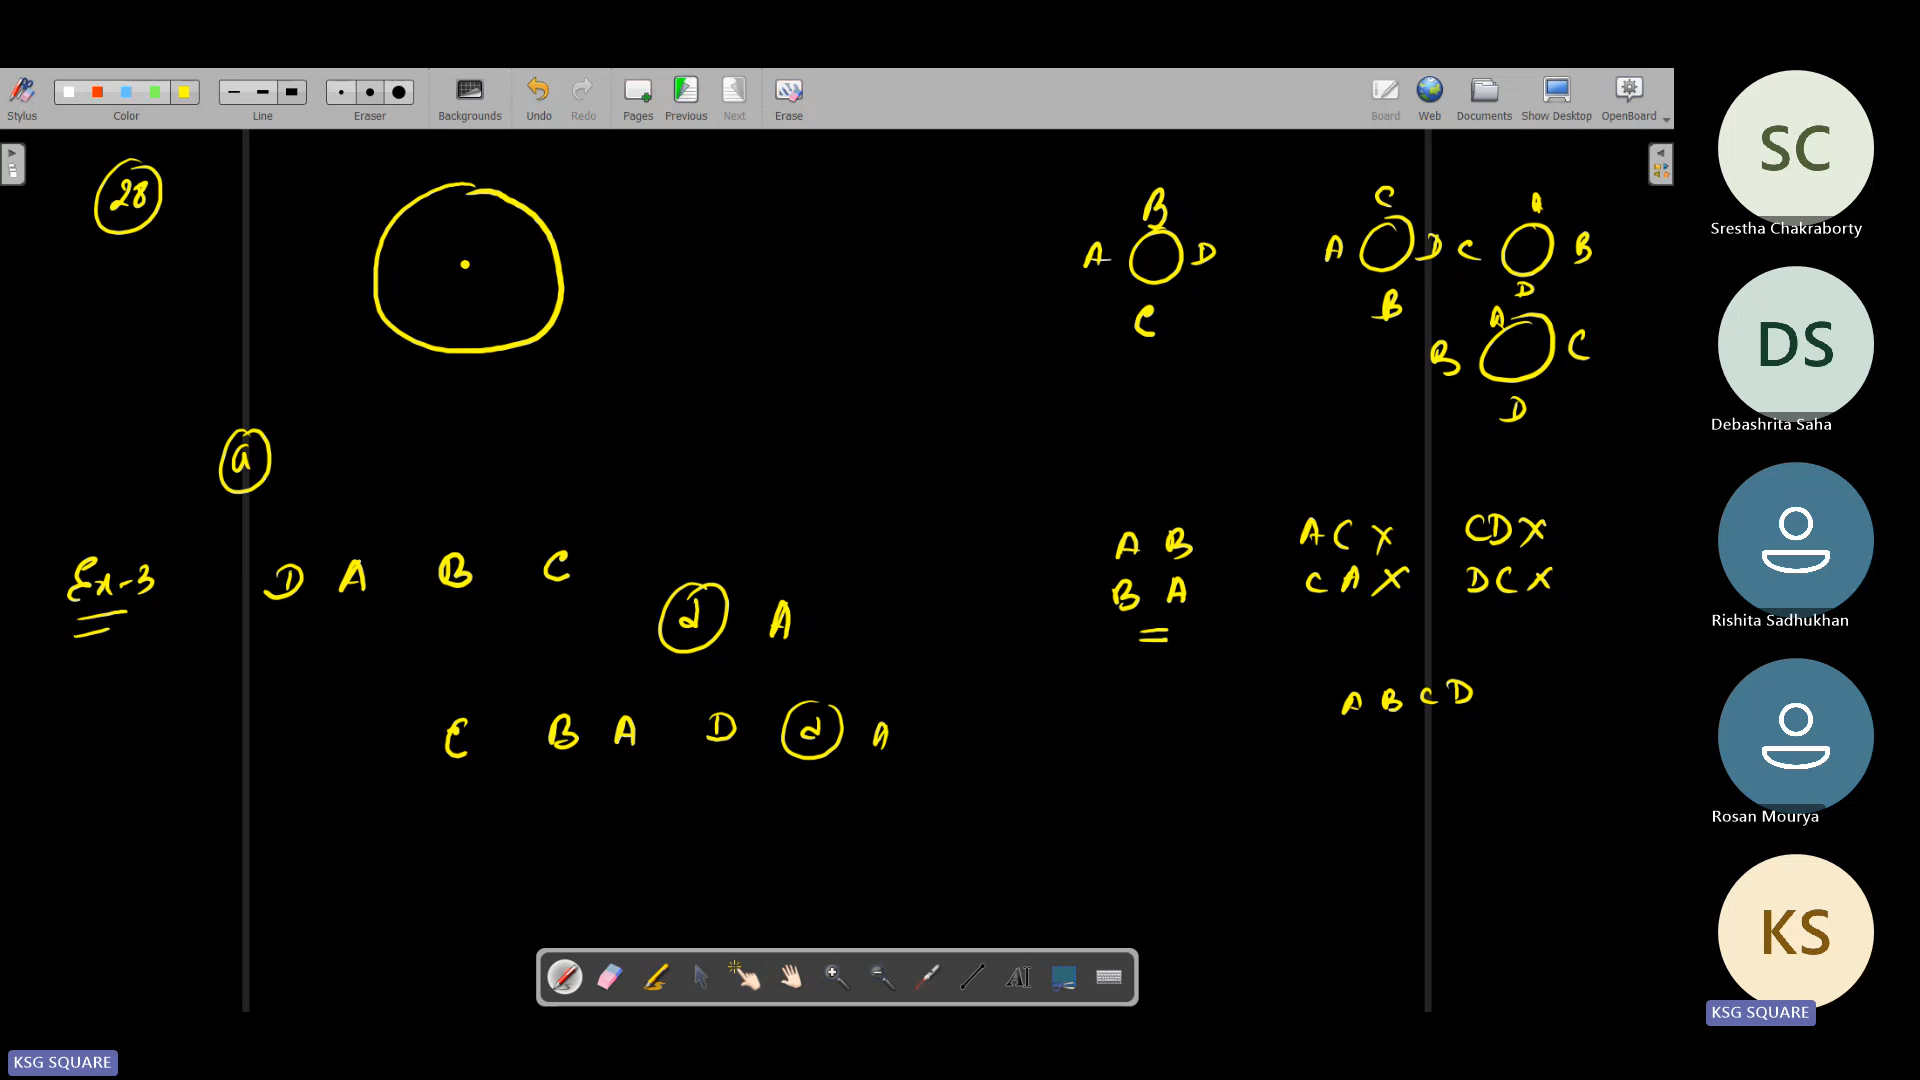 Stylus Color Line Eraser Backgrounds Undo Redo Pages Previous Next Erase Board Web Documents Show Desktop OpenBoard
28
B
A D
C
C
A D
B
A
C B
D
A
B C
D
a
Ex-3 D A B C
d A
C B A D d A
A B
B A
A C X
C A X
C D X
D C X
A B C D
AI
SC
Srestha Chakraborty
DS
Debashrita Saha
Rishita Sadhukhan
Rosan Mourya
KS
KSG SQUARE
KSG SQUARE